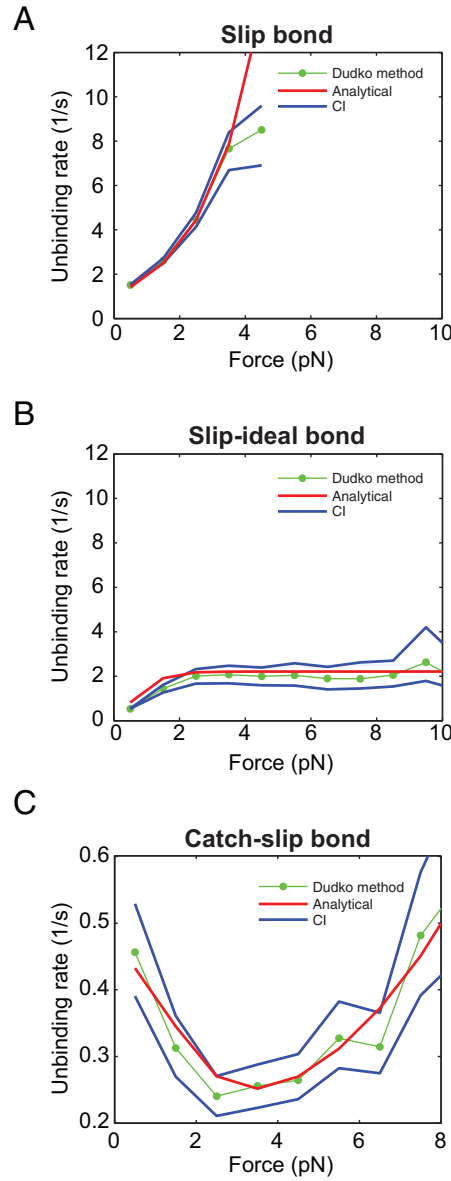 A
Slip bond
12
10
8
6
4
2
0
Unbinding rate (1/s)
Dudko method
Analytical
CI
0 2 4 6 8 10
Force (pN)
B
Slip-ideal bond
12
10
8
6
4
2
0
Unbinding rate (1/s)
Dudko method
Analytical
CI
0 2 4 6 8 10
Force (pN)
C
Catch-slip bond
0.6
0.5
0.4
0.3
0.2
Unbinding rate (1/s)
Dudko method
Analytical
CI
0 2 4 6 8
Force (pN)